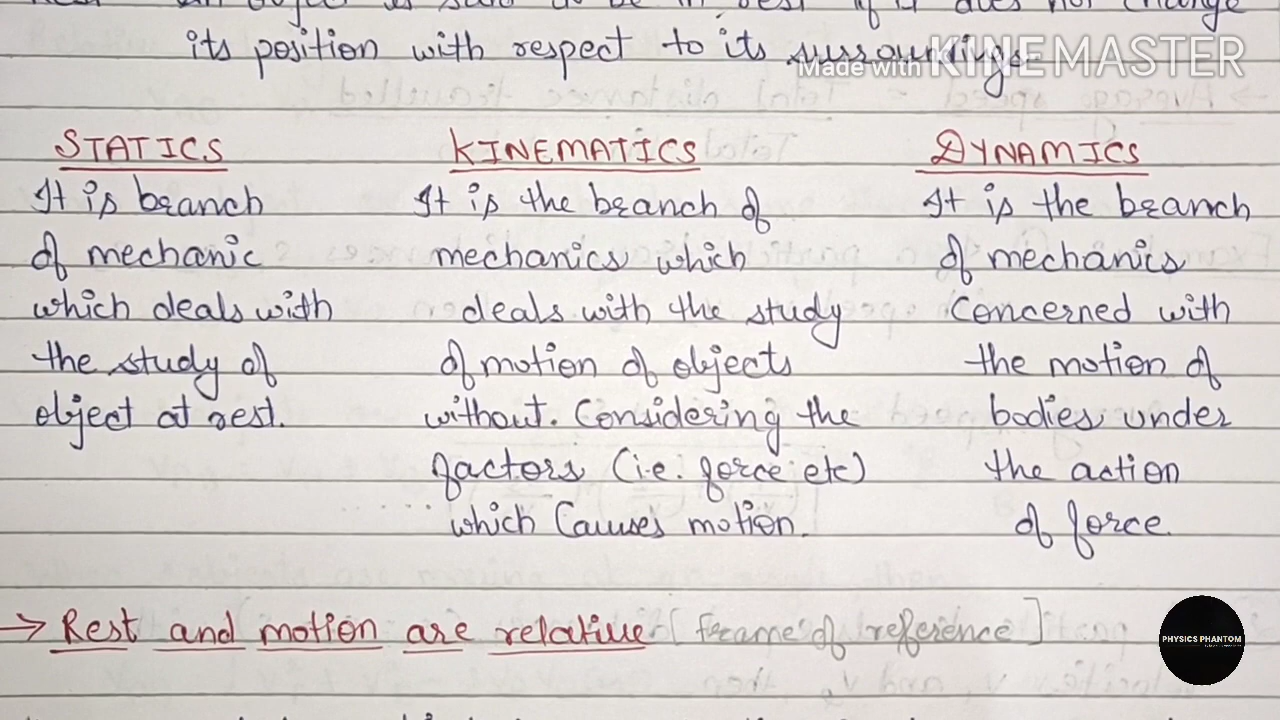 its position with respect to its surroundings
Made with KINEMASTER
STATICS
It is branch
of mechanic
which deals with
the study of
object at rest.
KINEMATICS
It is the branch of
mechanics which
deals with the study
of motion of objects
without. Considering the
factors (i.e. force etc)
which Causes motion.
DYNAMICS
It is the branch
of mechanics
Concerned with
the motion of
bodies under
the action
of force.
→ Rest and motion are relative [frame of reference]
PHYSICS PHANTOM